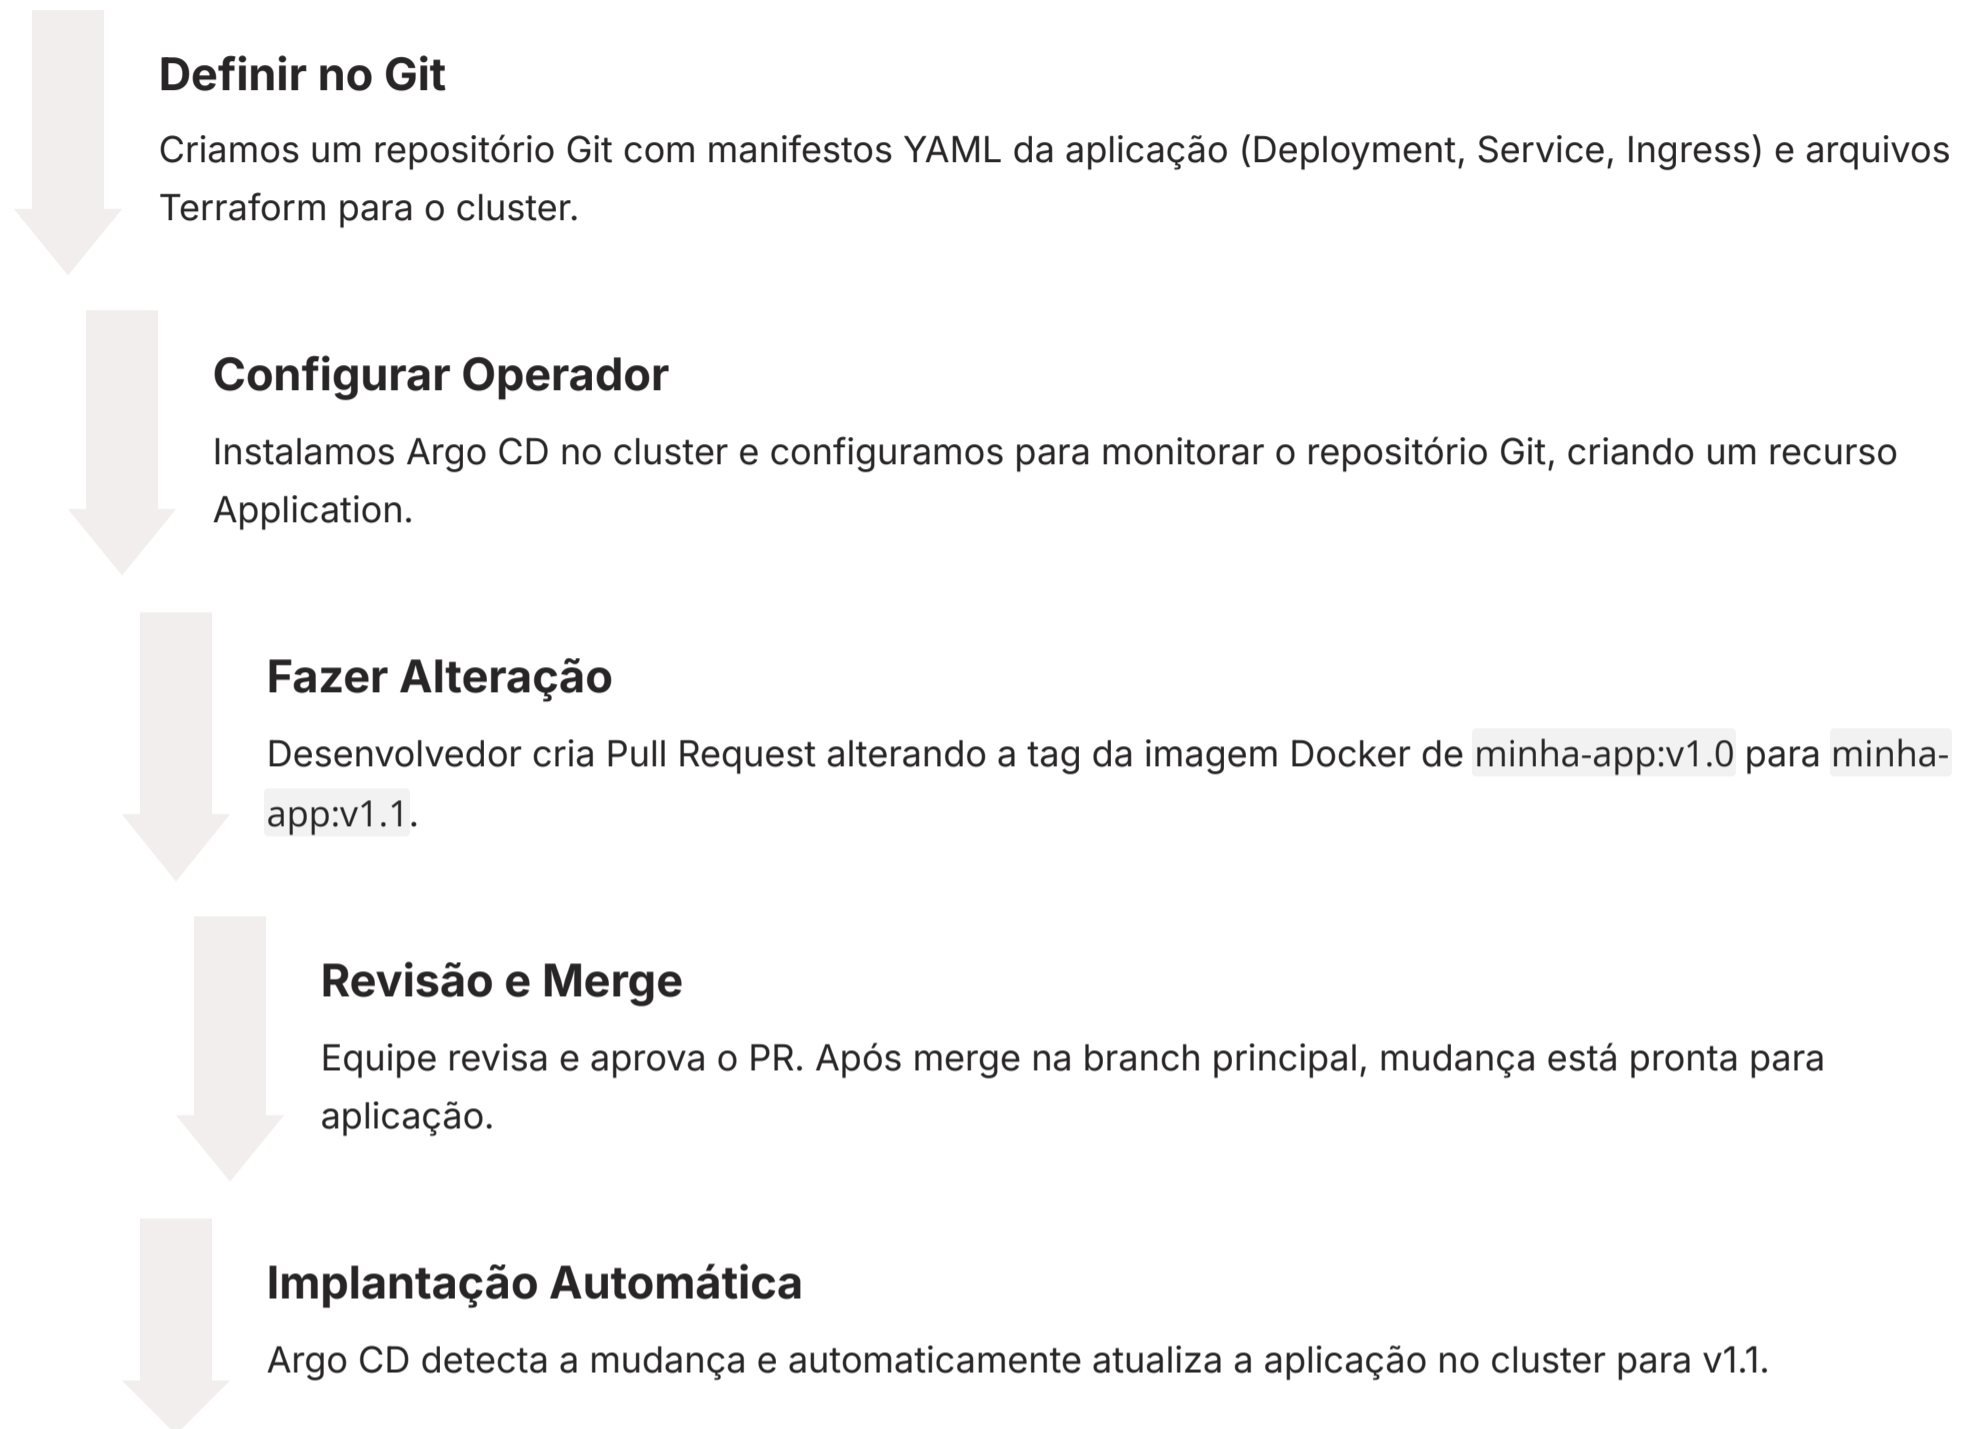 Definir no Git
Criamos um repositório Git com manifestos YAML da aplicação (Deployment, Service, Ingress) e arquivos
Terraform para o cluster.
Configurar Operador
Instalamos Argo CD no cluster e configuramos para monitorar o repositório Git, criando um recurso
Application.
Fazer Alteração
Desenvolvedor cria Pull Request alterando a tag da imagem Docker de minha-app:v1.0 para minha-
app:v1.1.
Revisão e Merge
Equipe revisa e aprova o PR. Após merge na branch principal, mudança está pronta para
aplicação.
Implantação Automática
Argo CD detecta a mudança e automaticamente atualiza a aplicação no cluster para v1.1.